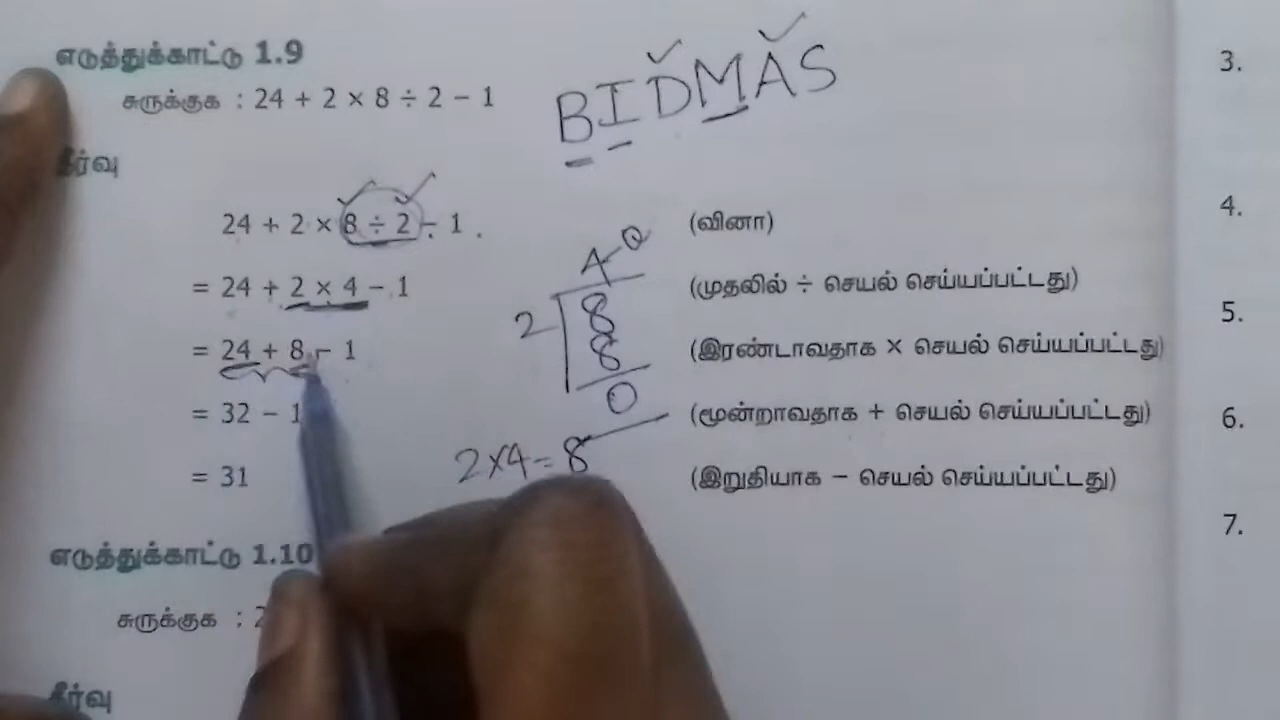 எடுத்துக்காட்டு 1.9
சுருக்குக : 24 + 2 × 8 ÷ 2 − 1
BIDMAS
தீர்வு
24 + 2 × 8 ÷ 2 − 1 . (வினா)
= 24 + 2 × 4 − 1 (முதலில் ÷ செயல் செய்யப்பட்டது)
= 24 + 8 − 1 (இரண்டாவதாக × செயல் செய்யப்பட்டது)
= 32 − 1 (மூன்றாவதாக + செயல் செய்யப்பட்டது)
= 31 (இறுதியாக − செயல் செய்யப்பட்டது)
4 Q
2 8
8
0
2×4=8
எடுத்துக்காட்டு 1.10
சுருக்குக : 2
தீர்வு
3.
4.
5.
6.
7.